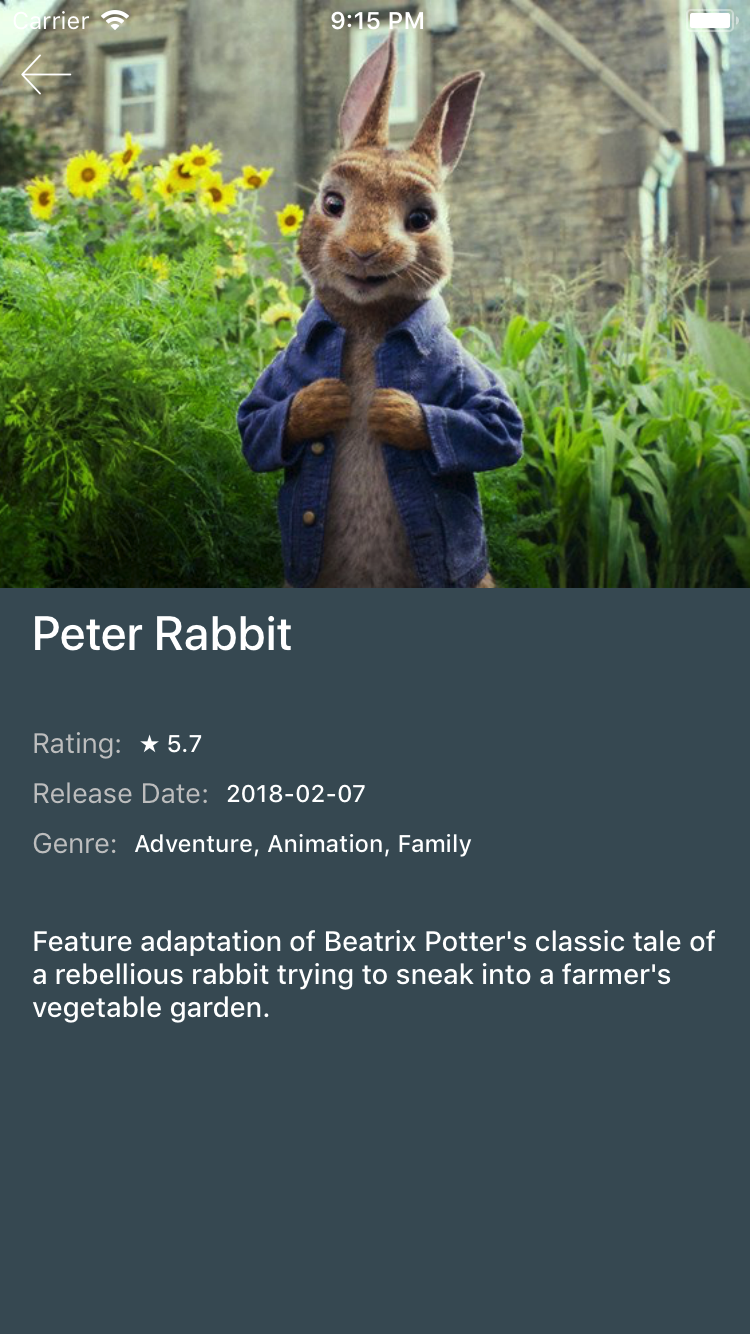 Carrier 9:15 PM
Peter Rabbit
Rating: ★ 5.7
Release Date: 2018-02-07
Genre: Adventure, Animation, Family
Feature adaptation of Beatrix Potter's classic tale of
a rebellious rabbit trying to sneak into a farmer's
vegetable garden.